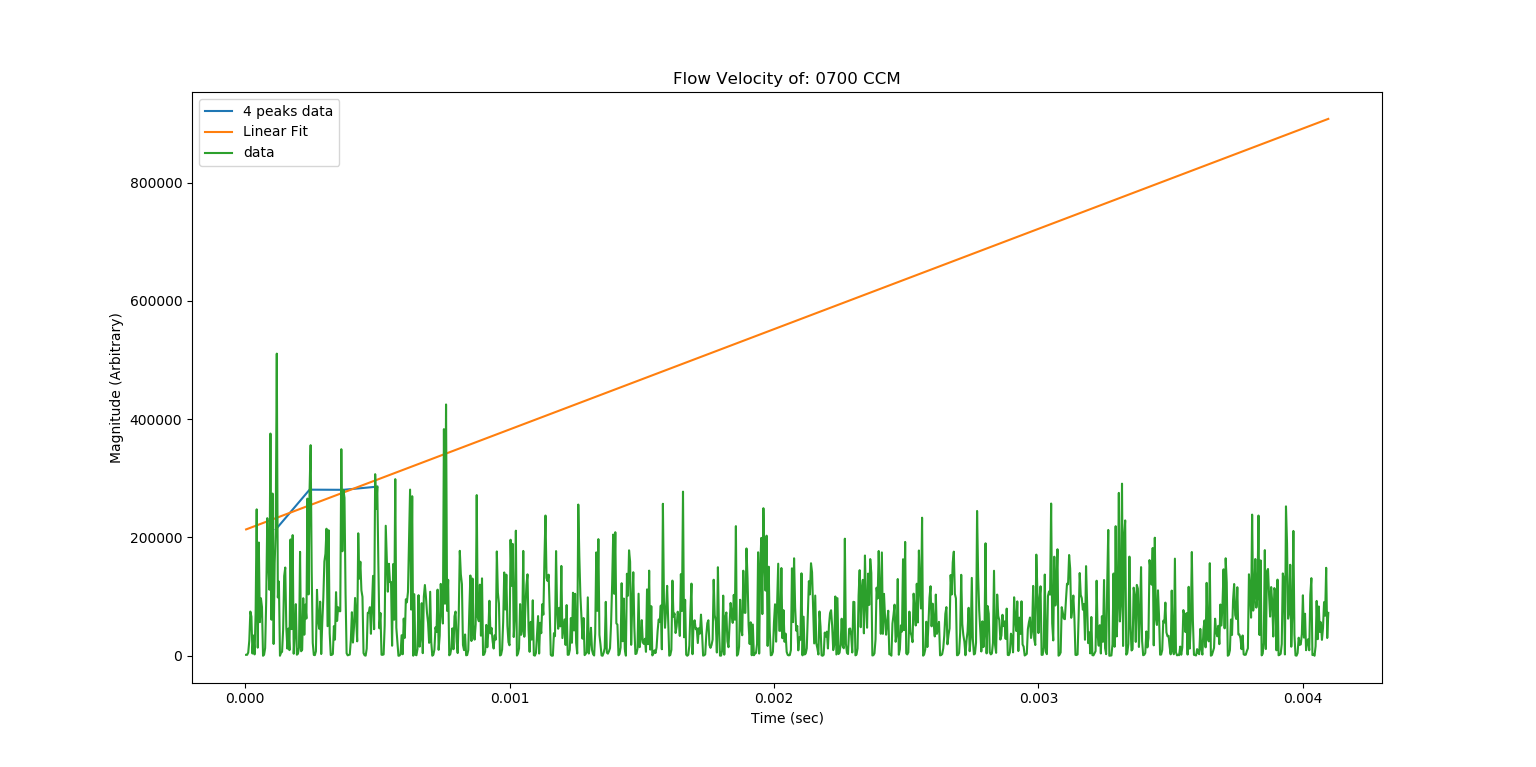 Flow Velocity of: 0700 CCM
4 peaks data
Linear Fit
data
Magnitude (Arbitrary)
800000
600000
400000
200000
0
0.000
0.001
0.002
0.003
0.004
Time (sec)